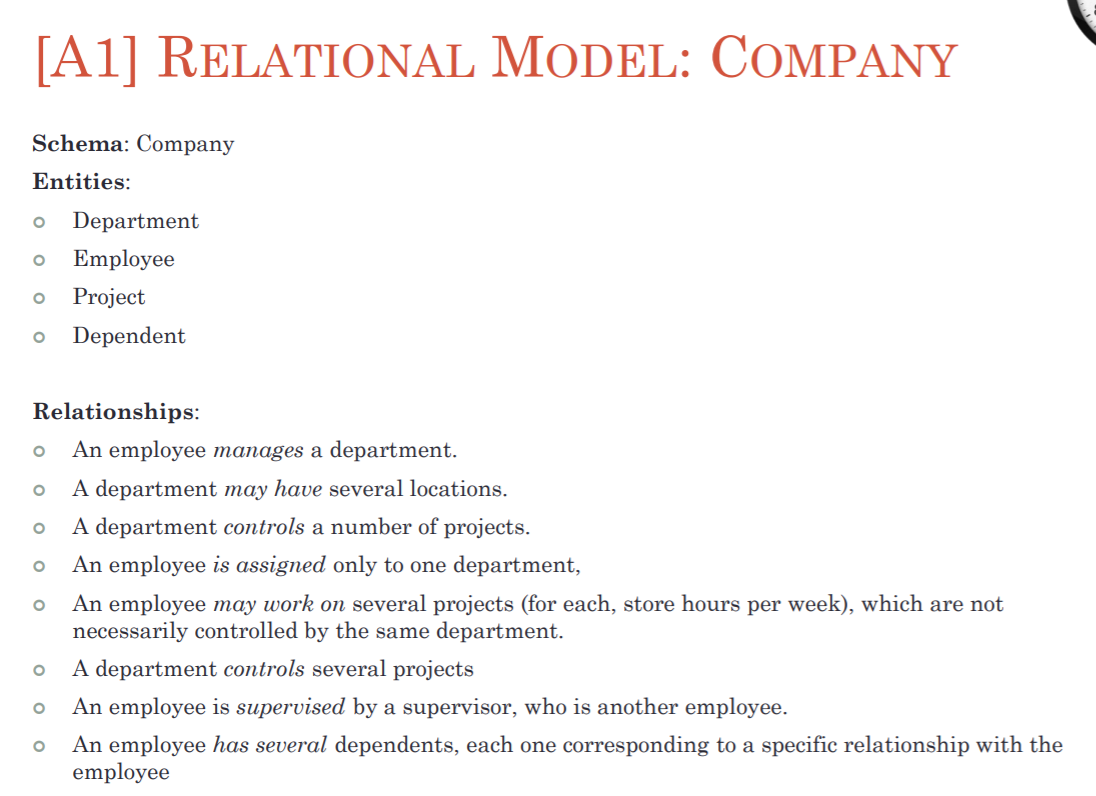 [A1] RELATIONAL MODEL: COMPANY
Schema: Company
Entities:
Department
Employee
Project
Dependent
Relationships:
An employee manages a department.
A department may have several locations.
A department controls a number of projects.
An employee is assigned only to one department,
An employee may work on several projects (for each, store hours per week), which are not
necessarily controlled by the same department.
A department controls several projects
An employee is supervised by a supervisor, who is another employee.
An employee has several dependents, each one corresponding to a specific relationship with the
employee